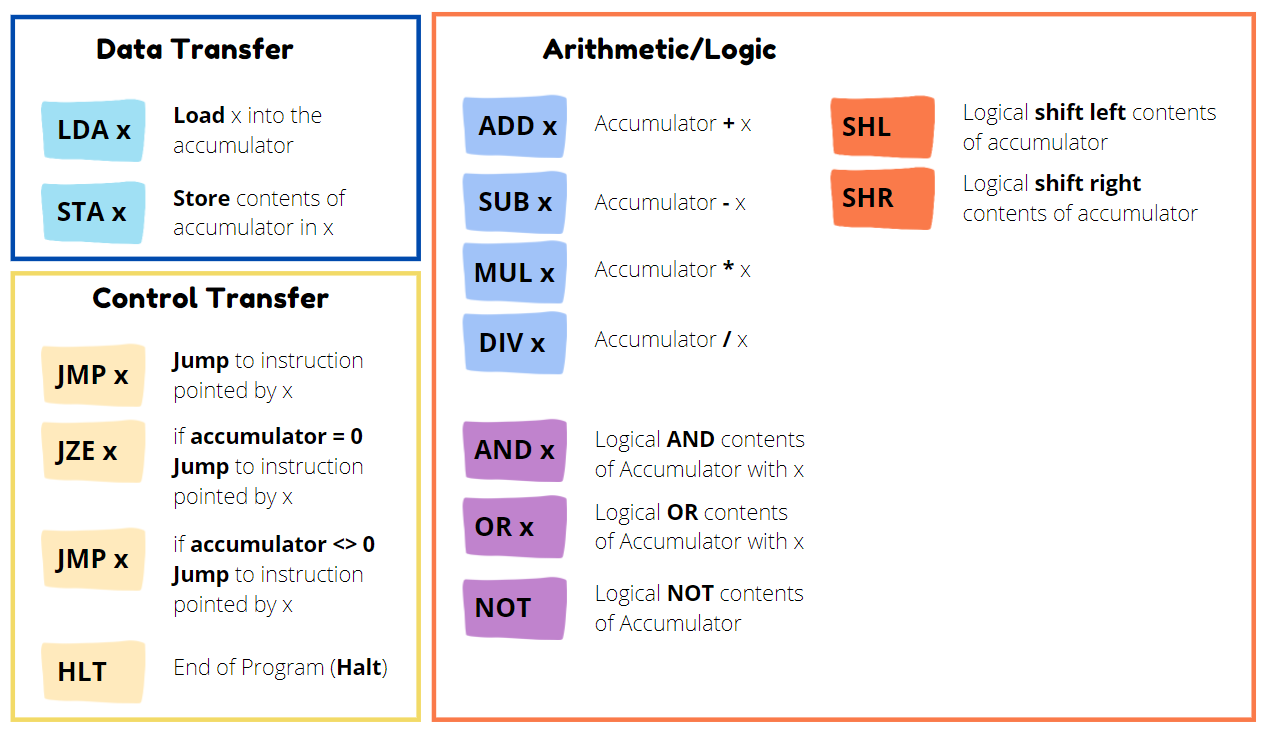 Data Transfer
LDA x
Load x into the
accumulator
STA x
Store contents of
accumulator in x
Control Transfer
JMP x
Jump to instruction
pointed by x
JZE x
if accumulator = 0
Jump to instruction
pointed by x
JMP x
if accumulator <> 0
Jump to instruction
pointed by x
HLT
End of Program (Halt)
Arithmetic/Logic
ADD x
Accumulator + x
SUB x
Accumulator - x
MUL x
Accumulator * x
DIV x
Accumulator / x
AND x
Logical AND contents
of Accumulator with x
OR x
Logical OR contents
of Accumulator with x
NOT
Logical NOT contents
of Accumulator
SHL
Logical shift left contents
of accumulator
SHR
Logical shift right
contents of accumulator